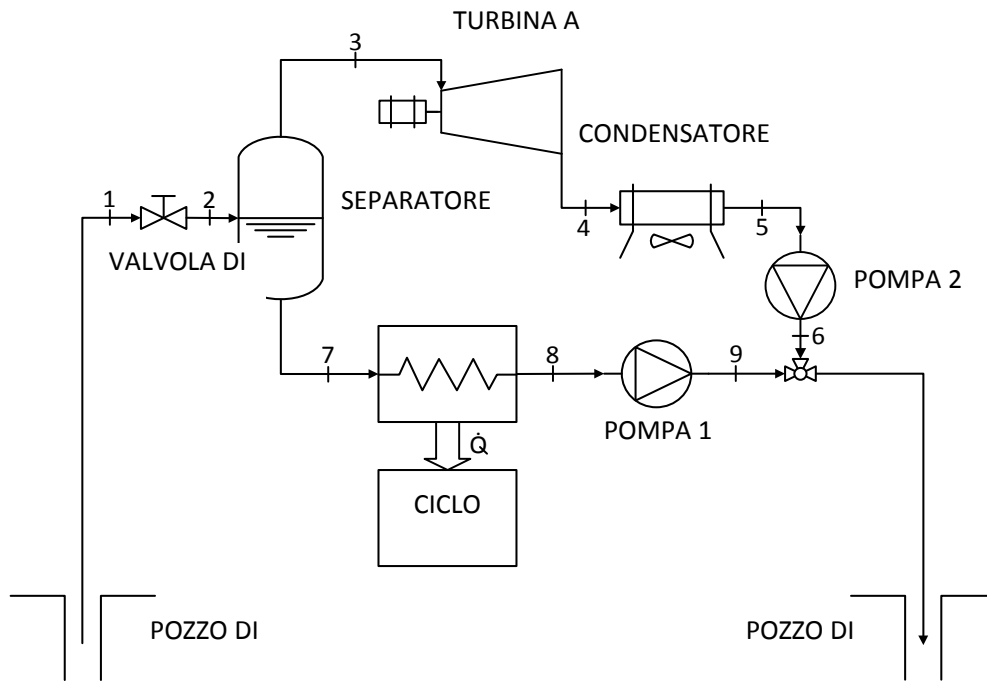 TURBINA A
3
CONDENSATORE
1
2
SEPARATORE
4
5
VALVOLA DI
POMPA 2
6
7
8
9
POMPA 1
Q̇
CICLO
POZZO DI
POZZO DI